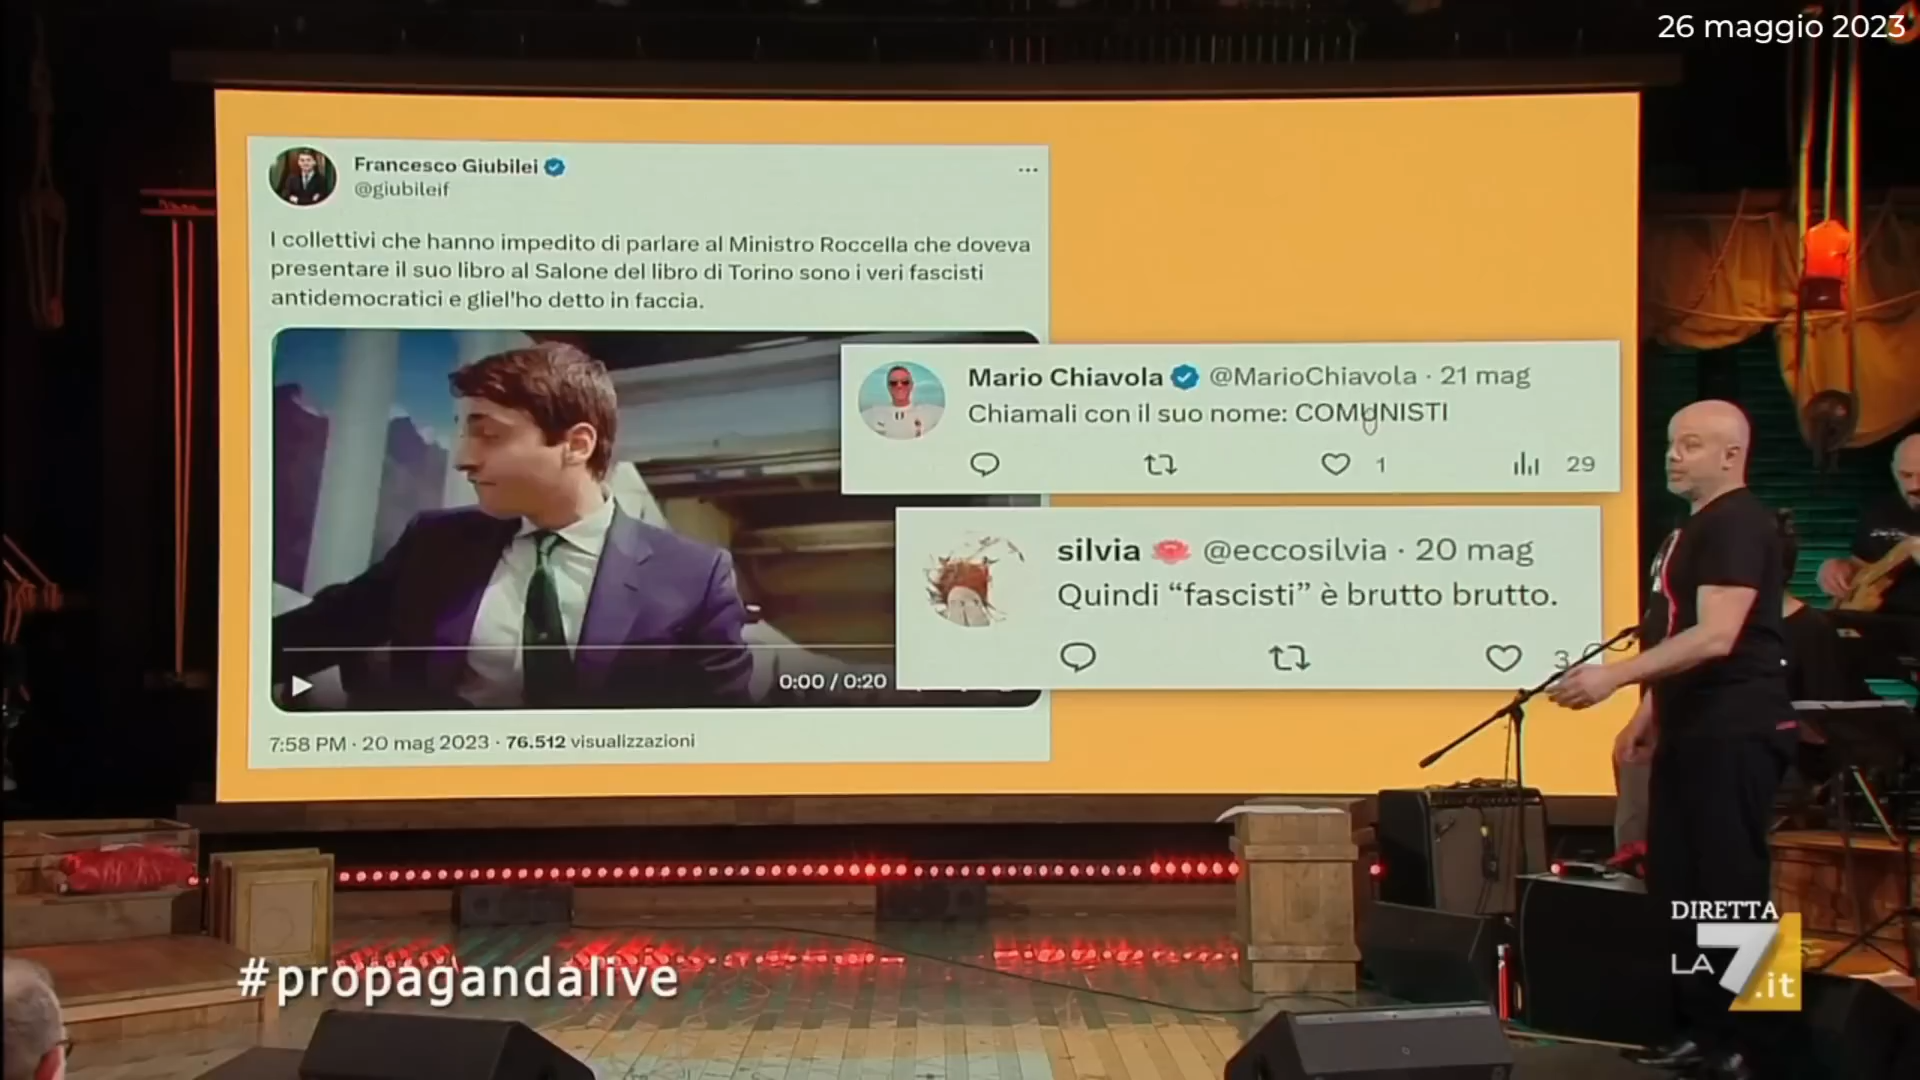 26 maggio 2023
Francesco Giubilei
@giubileif
I collettivi che hanno impedito di parlare al Ministro Roccella che doveva
presentare il suo libro al Salone del libro di Torino sono i veri fascisti
antidemocratici e gliel'ho detto in faccia.
0:00 / 0:20
7:58 PM · 20 mag 2023 · 76.512 visualizzazioni
Mario Chiavola @MarioChiavola · 21 mag
Chiamali con il suo nome: COMUNISTI
1
29
silvia @eccosilvia · 20 mag
Quindi “fascisti” è brutto brutto.
#propagandalive
DIRETTA
LA7.it